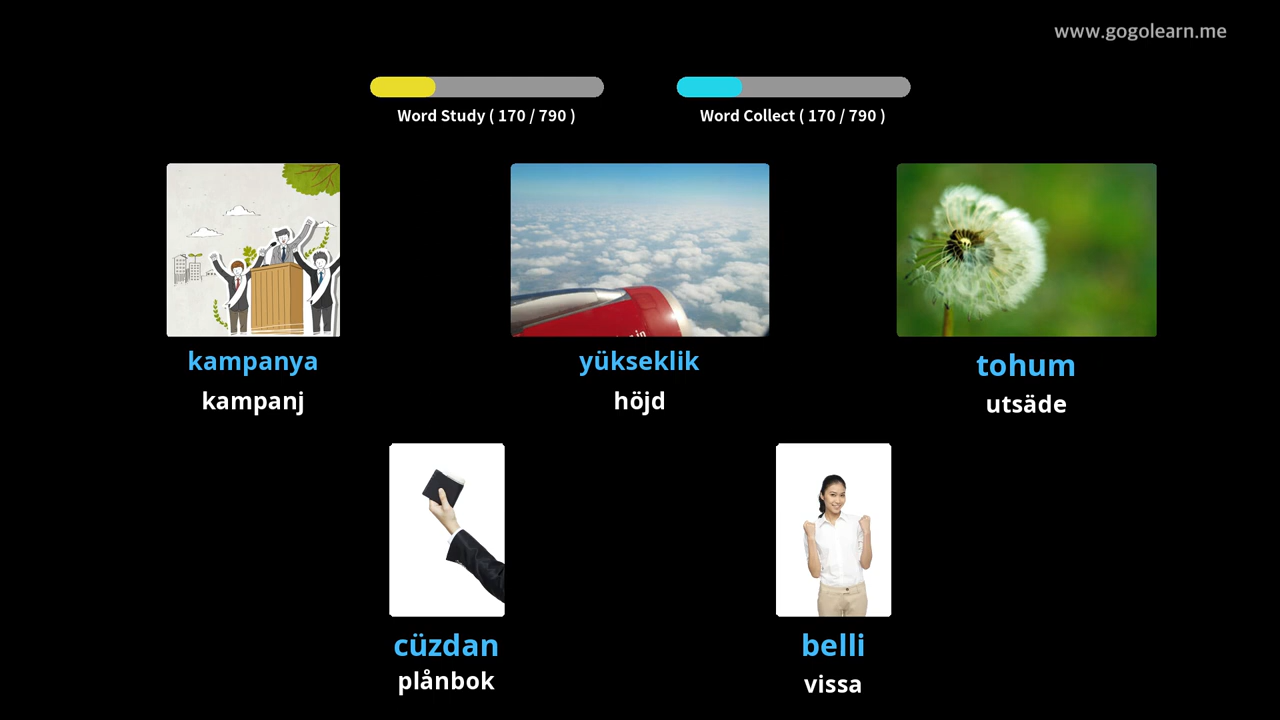 www.gogolearn.me
Word Study ( 170 / 790 )
Word Collect ( 170 / 790 )
kampanya
kampanj
yükseklik
höjd
tohum
utsäde
cüzdan
plånbok
belli
vissa